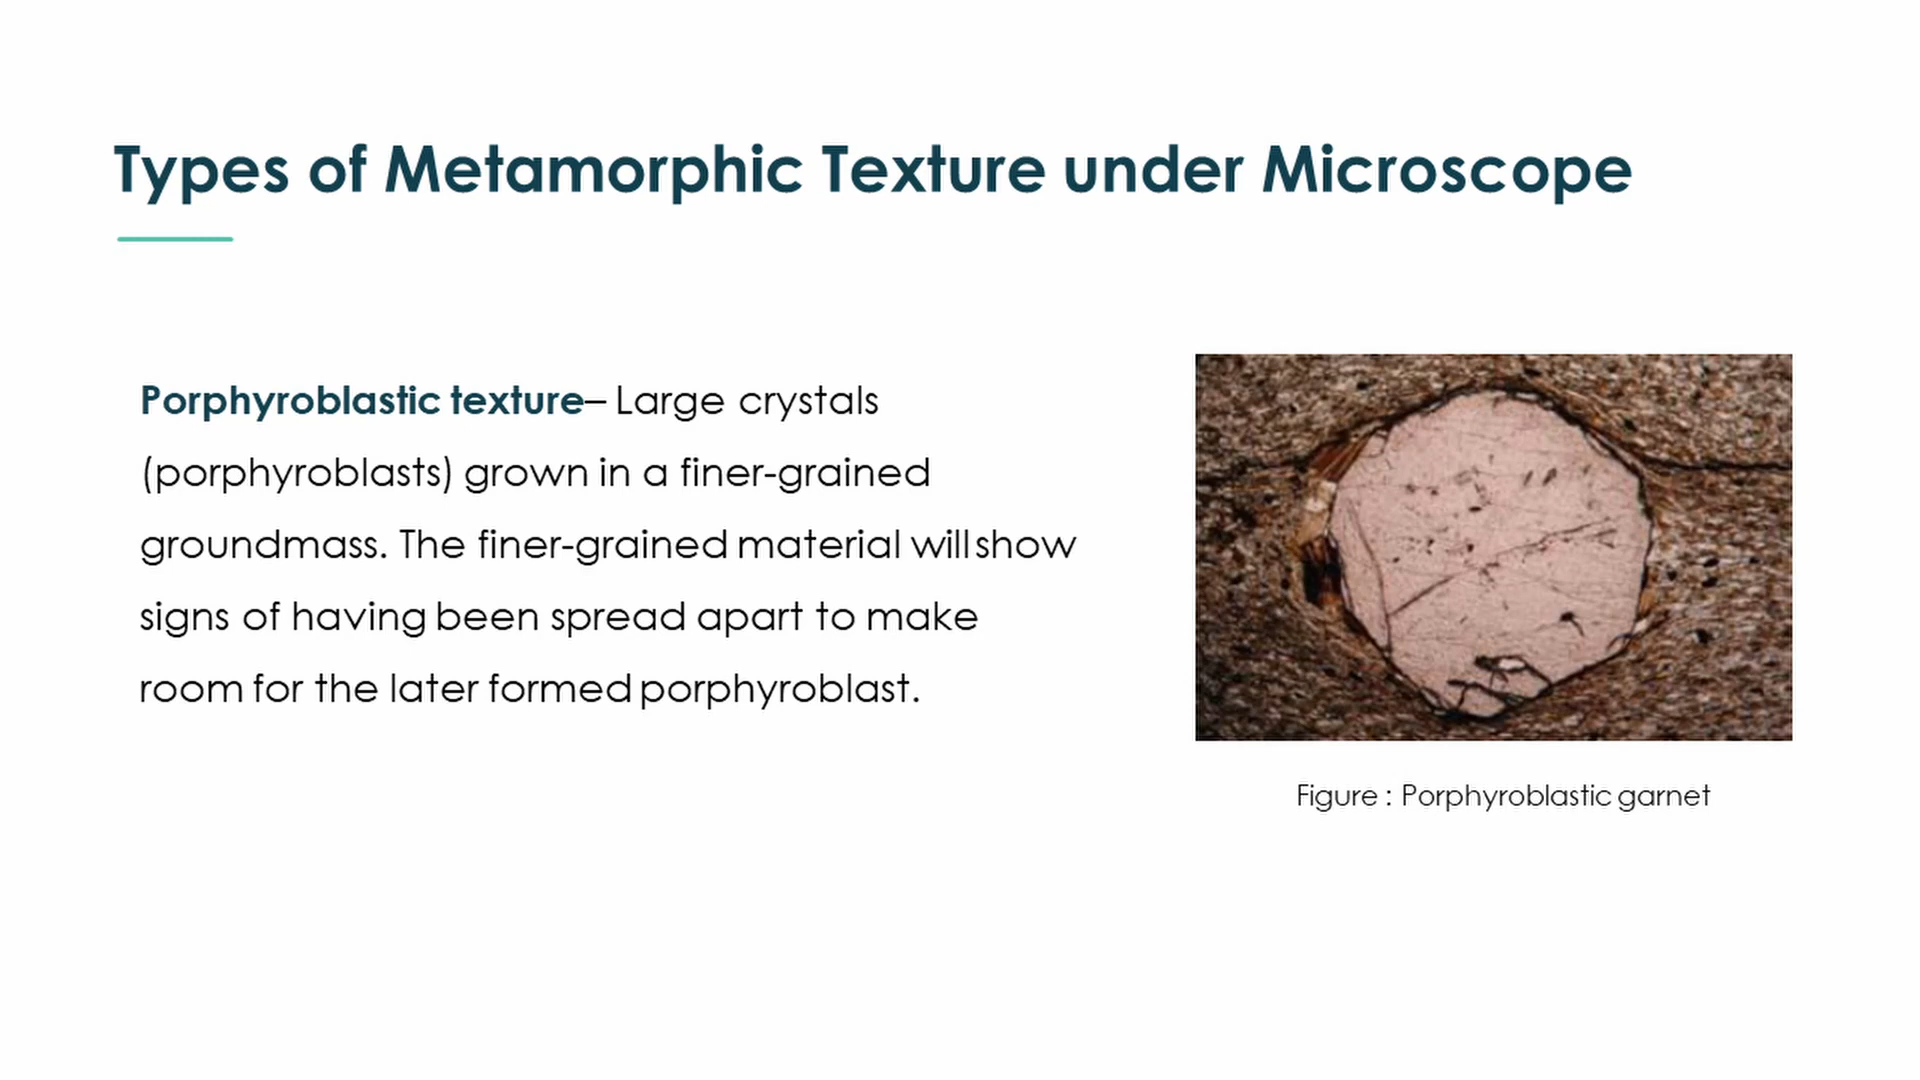 Types of Metamorphic Texture under Microscope
Porphyroblastic texture– Large crystals
(porphyroblasts) grown in a finer-grained
groundmass. The finer-grained material will show
signs of having been spread apart to make
room for the later formed porphyroblast.
Figure : Porphyroblastic garnet